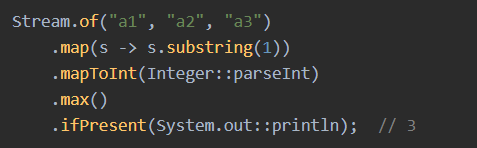 Stream.of("a1", "a2", "a3")
    .map(s -> s.substring(1))
    .mapToInt(Integer::parseInt)
    .max()
    .ifPresent(System.out::println);  // 3